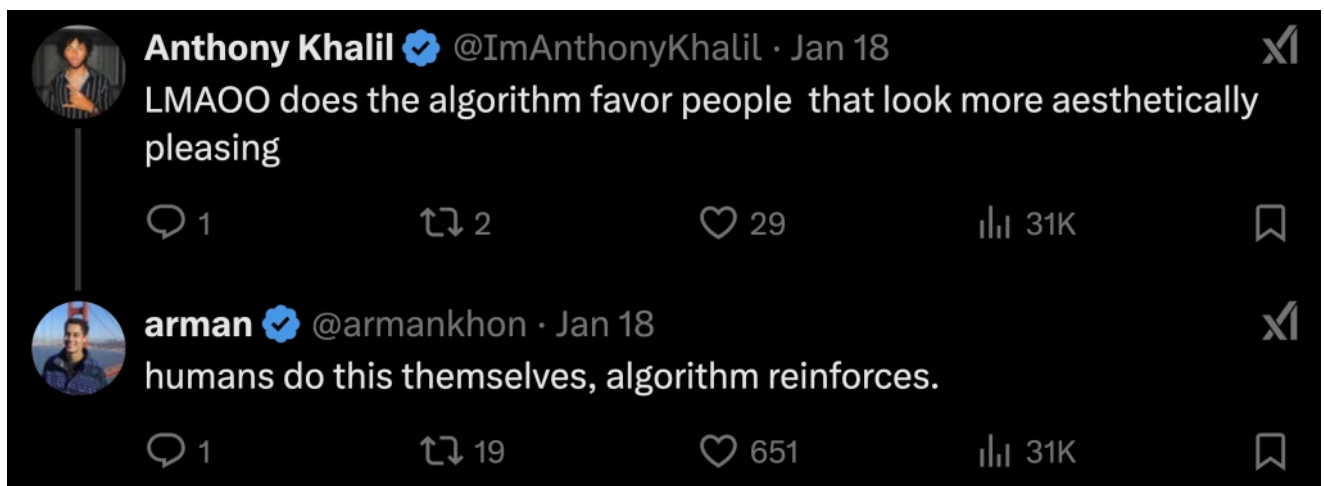 Anthony Khalil @ImAnthonyKhalil · Jan 18
LMAOO does the algorithm favor people  that look more aesthetically
pleasing
1 2 29 31K
arman @armankhon · Jan 18
humans do this themselves, algorithm reinforces.
1 19 651 31K